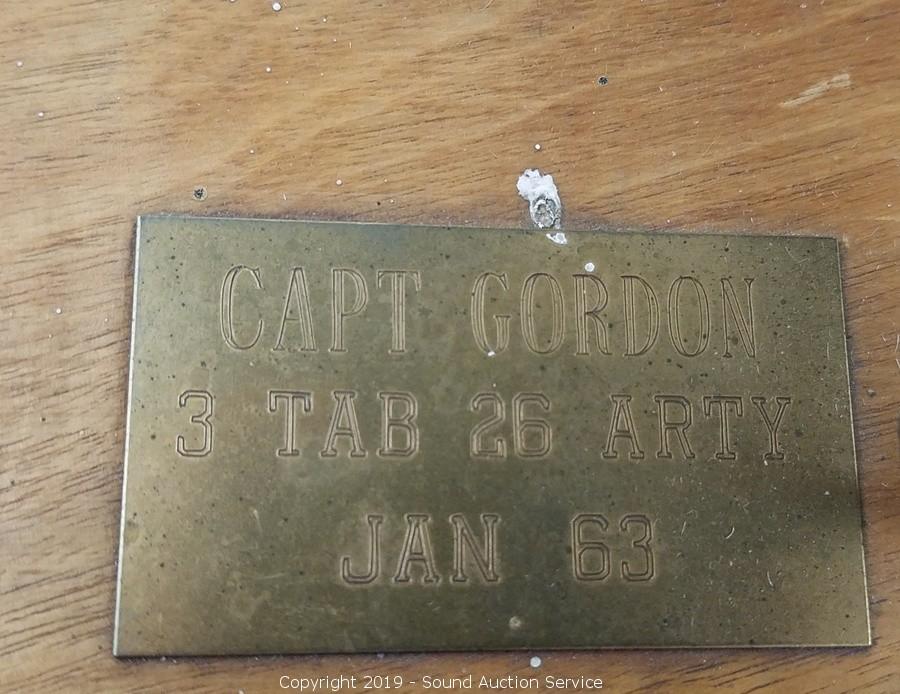 CAPT GORDON
3 TAB 26 ARTY
JAN 63
Copyright 2019 - Sound Auction Service